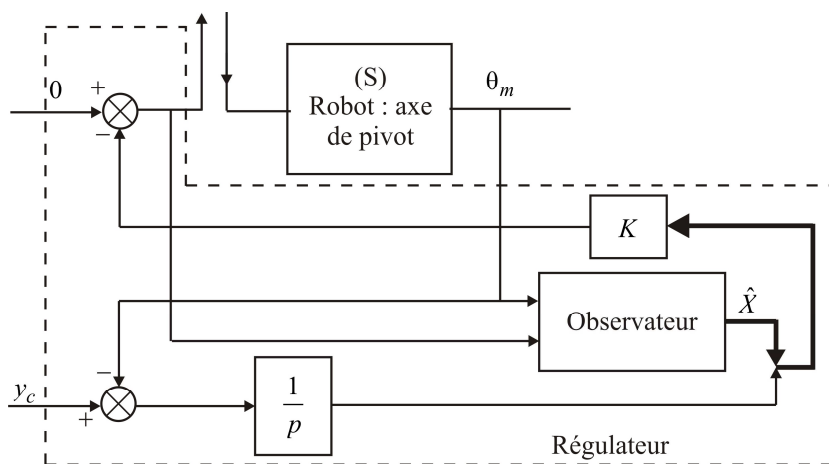 (S)
Robot : axe
de pivot
θm
0
+
−
K
Observateur
X̂
−
yc
+
1
p
Régulateur